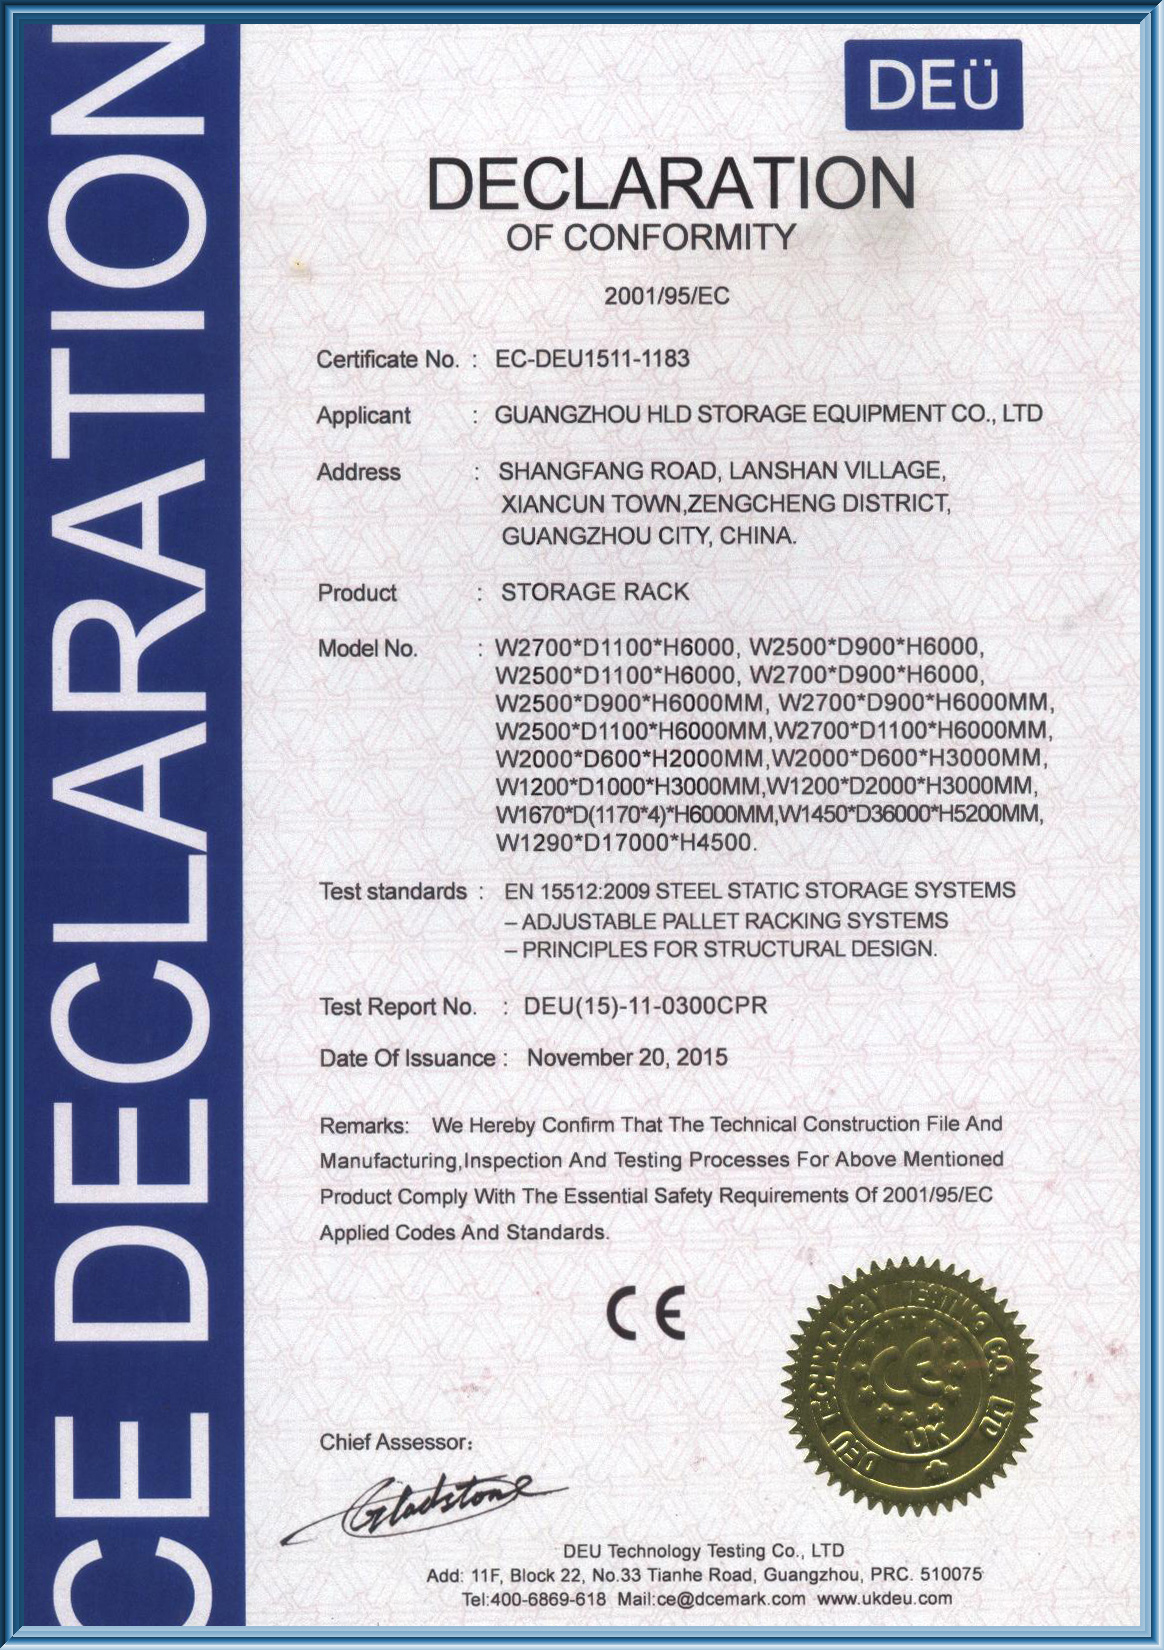 CE DECLARATION
DEÜ
DECLARATION
OF CONFORMITY
2001/95/EC
Certificate No. : EC-DEU1511-1183
Applicant : GUANGZHOU HLD STORAGE EQUIPMENT CO., LTD
Address : SHANGFANG ROAD, LANSHAN VILLAGE,
XIANCUN TOWN,ZENGCHENG DISTRICT,
GUANGZHOU CITY, CHINA.
Product : STORAGE RACK
Model No. : W2700*D1100*H6000, W2500*D900*H6000,
W2500*D1100*H6000, W2700*D900*H6000,
W2500*D900*H6000MM, W2700*D900*H6000MM,
W2500*D1100*H6000MM,W2700*D1100*H6000MM,
W2000*D600*H2000MM,W2000*D600*H3000MM,
W1200*D1000*H3000MM,W1200*D2000*H3000MM,
W1670*D(1170*4)*H6000MM,W1450*D36000*H5200MM,
W1290*D17000*H4500.
Test standards : EN 15512:2009 STEEL STATIC STORAGE SYSTEMS
– ADJUSTABLE PALLET RACKING SYSTEMS
– PRINCIPLES FOR STRUCTURAL DESIGN.
Test Report No. : DEU(15)-11-0300CPR
Date Of Issuance : November 20, 2015
Remarks: We Hereby Confirm That The Technical Construction File And
Manufacturing,Inspection And Testing Processes For Above Mentioned
Product Comply With The Essential Safety Requirements Of 2001/95/EC
Applied Codes And Standards.
CE
DEU TECHNOLOGY TESTING CO. LTD
CE
UK
Chief Assessor:
Gladstone
DEU Technology Testing Co., LTD
Add: 11F, Block 22, No.33 Tianhe Road, Guangzhou, PRC. 510075
Tel:400-6869-618 Mail:ce@dcemark.com www.ukdeu.com